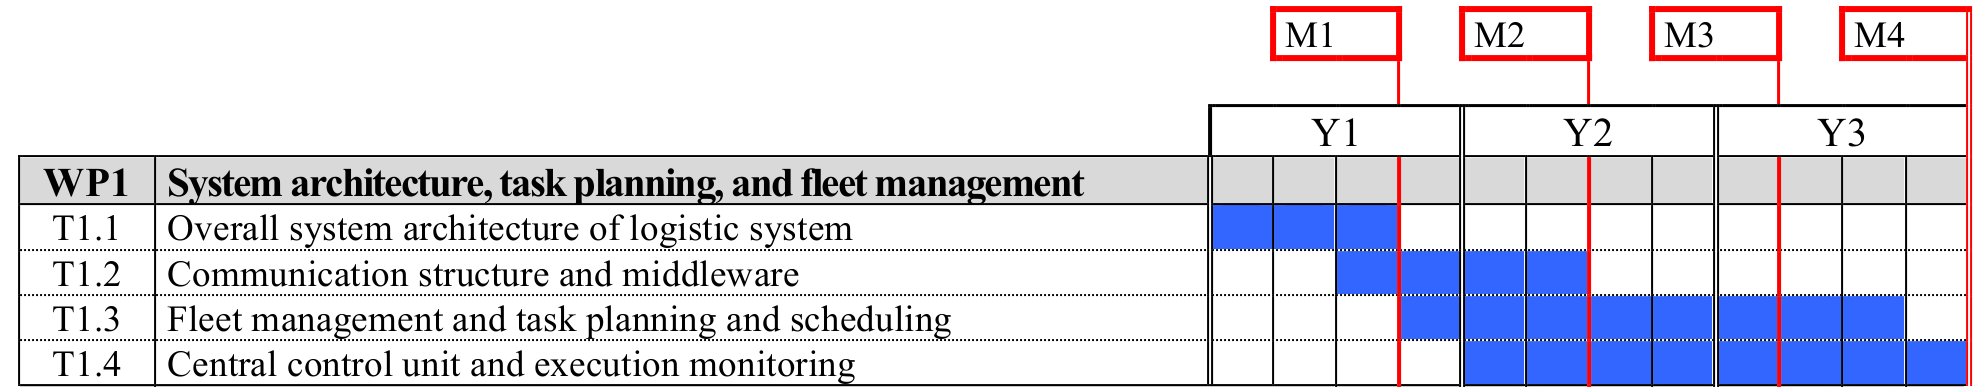 M1 M2 M3 M4
Y1 Y2 Y3
WP1 System architecture, task planning, and fleet management
T1.1 Overall system architecture of logistic system
T1.2 Communication structure and middleware
T1.3 Fleet management and task planning and scheduling
T1.4 Central control unit and execution monitoring